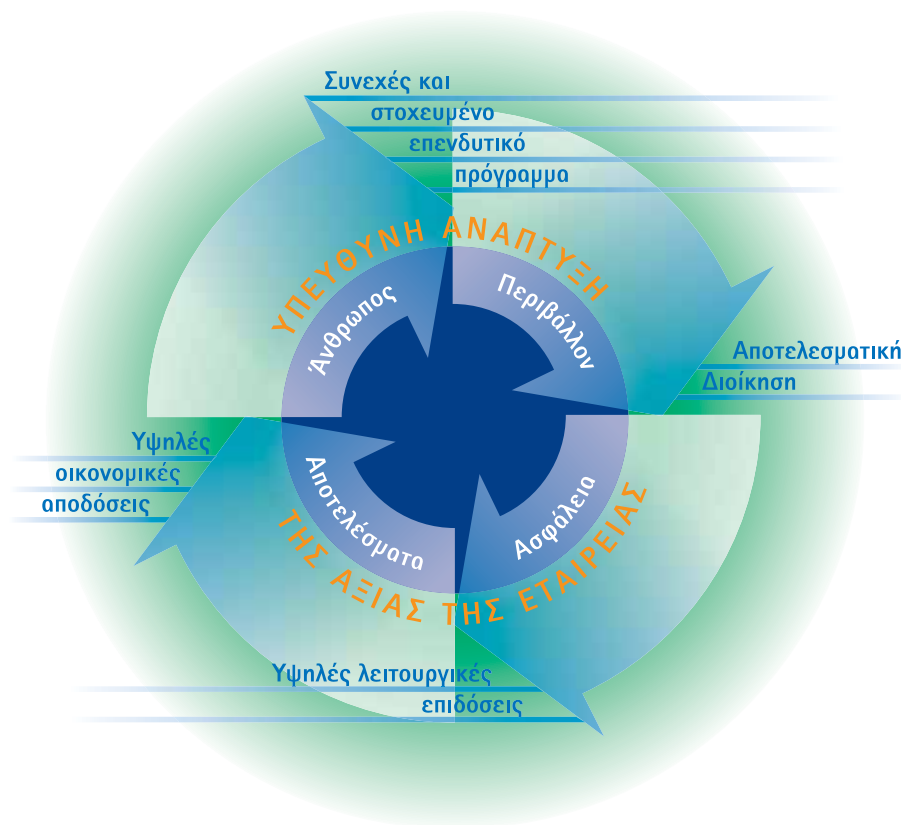 Συνεχές και
στοχευμένο
επενδυτικό
πρόγραμμα
ΥΠΕΥΘΥΝΗ ΑΝΑΠΤΥΞΗ
Άνθρωπος
Περιβάλλον
Αποτελεσματική
Διοίκηση
Υψηλές
οικονομικές
αποδόσεις
Αποτελέσματα
Ασφάλεια
ΤΗΣ ΑΞΙΑΣ ΤΗΣ ΕΤΑΙΡΕΙΑΣ
Υψηλές λειτουργικές
επιδόσεις